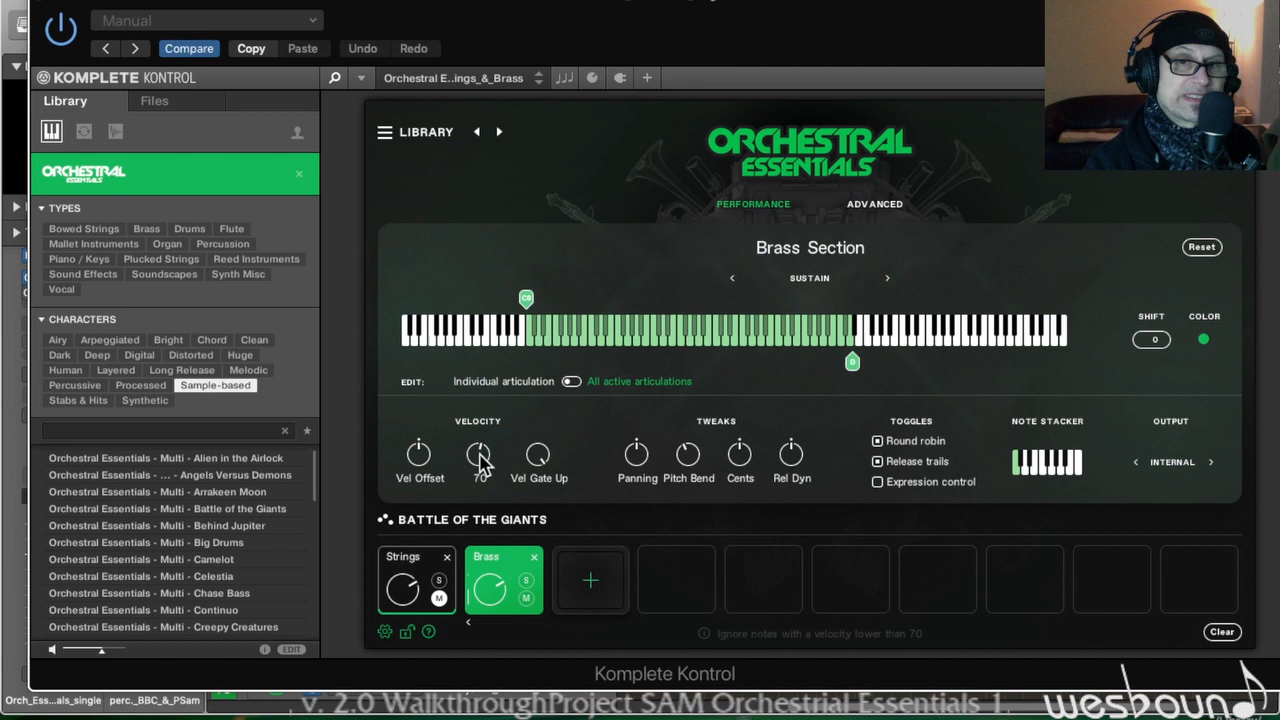 Manual
Compare Copy Paste Undo Redo
KOMPLETE KONTROL
Orchestral E..ings_&_Brass
Library Files
ORCHESTRAL ESSENTIALS
TYPES
Bowed Strings Brass Drums Flute
Mallet Instruments Organ Percussion
Piano / Keys Plucked Strings Reed Instruments
Sound Effects Soundscapes Synth Misc
Vocal
CHARACTERS
Airy Arpeggiated Bright Chord Clean
Dark Deep Digital Distorted Huge
Human Layered Long Release Melodic
Percussive Processed Sample-based
Stabs & Hits Synthetic
Orchestral Essentials - Multi - Alien in the Airlock
Orchestral Essentials - ... - Angels Versus Demons
Orchestral Essentials - Multi - Arrakeen Moon
Orchestral Essentials - Multi - Battle of the Giants
Orchestral Essentials - Multi - Behind Jupiter
Orchestral Essentials - Multi - Big Drums
Orchestral Essentials - Multi - Camelot
Orchestral Essentials - Multi - Celestia
Orchestral Essentials - Multi - Chase Bass
Orchestral Essentials - Multi - Continuo
Orchestral Essentials - Multi - Creepy Creatures
EDIT
LIBRARY
ORCHESTRAL
ESSENTIALS
PERFORMANCE ADVANCED
Brass Section
Reset
SUSTAIN
SHIFT COLOR
0
EDIT: Individual articulation All active articulations
VELOCITY TWEAKS TOGGLES NOTE STACKER OUTPUT
Vel Offset 70 Vel Gate Up
Panning Pitch Bend Cents Rel Dyn
Round robin
Release trails
Expression control
INTERNAL
BATTLE OF THE GIANTS
Strings
S
M
Brass
S
M
Ignore notes with a velocity lower than 70
Clear
Komplete Kontrol
Orch_Ess...als_single perc._BBC_&_PSam
v. 2.0 WalkthroughProject SAM Orchestrial Essentials 1.
wesboun